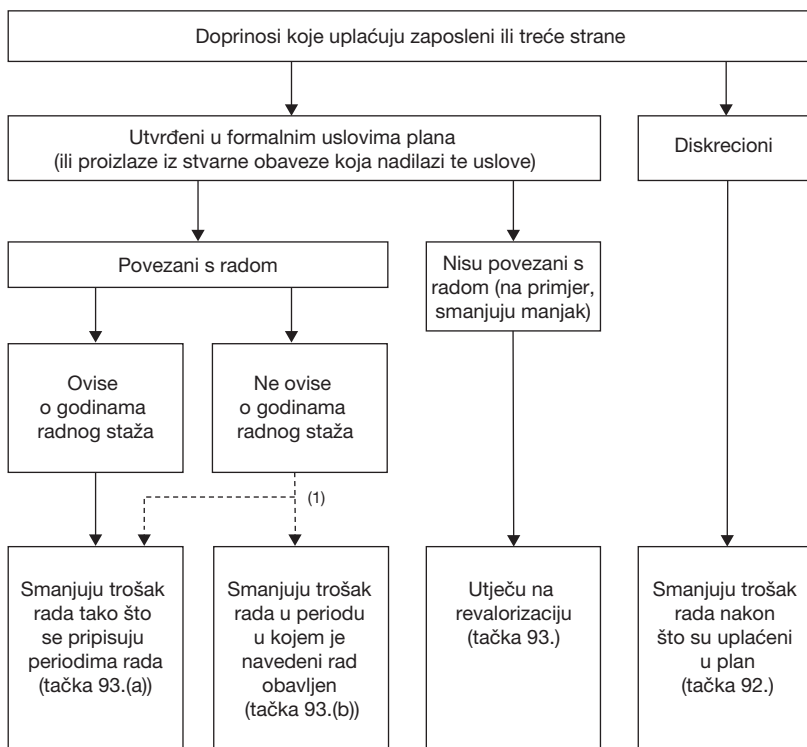 Doprinosi koje uplaćuju zaposleni ili treće strane
Utvrđeni u formalnim uslovima plana
(ili proizlaze iz stvarne obaveze koja nadilazi te uslove)
Diskrecioni
Povezani s radom
Nisu povezani s
radom (na primjer,
smanjuju manjak)
Ovise
o godinama
radnog staža
Ne ovise
o godinama
radnog staža
(1)
Smanjuju trošak
rada tako što
se pripisuju
periodima rada
(tačka 93.(a))
Smanjuju trošak
rada u periodu
u kojem je
navedeni rad
obavljen
(tačka 93.(b))
Utječu na
revalorizaciju
(tačka 93.)
Smanjuju trošak
rada nakon
što su uplaćeni
u plan
(tačka 92.)